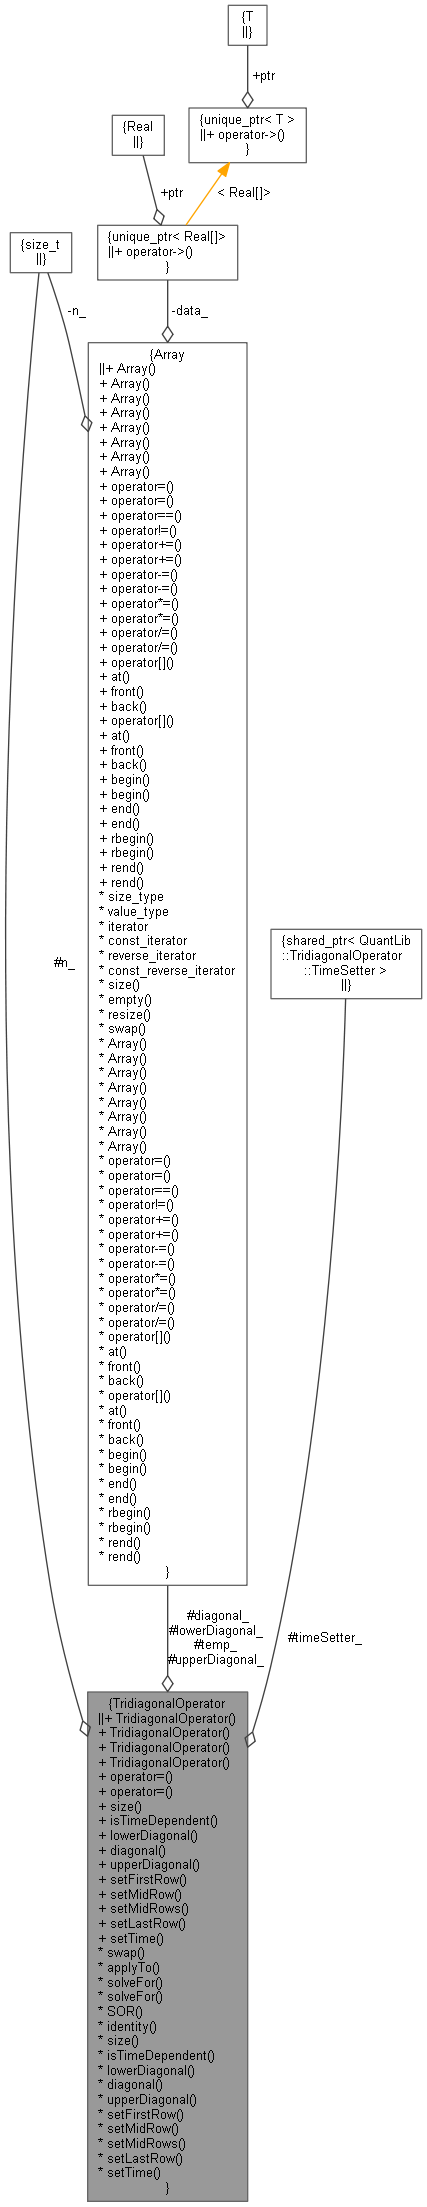 {T
||}
+ptr
{unique_ptr< T >
||+ operator->()
}
{Real
||}
+ptr
< Real[]>
{size_t
||}
{unique_ptr< Real[]>
||+ operator->()
}
-n_
-data_
{Array
||+ Array()
+ Array()
+ Array()
+ Array()
+ Array()
+ Array()
+ Array()
+ Array()
+ operator=()
+ operator=()
+ operator==()
+ operator!=()
+ operator+=()
+ operator+=()
+ operator-=()
+ operator-=()
+ operator*=()
+ operator*=()
+ operator/=()
+ operator/=()
+ operator[]()
+ at()
+ front()
+ back()
+ operator[]()
+ at()
+ front()
+ back()
+ begin()
+ begin()
+ end()
+ end()
+ rbegin()
+ rbegin()
+ rend()
+ rend()
* size_type
* value_type
* iterator
* const_iterator
* reverse_iterator
* const_reverse_iterator
* size()
* empty()
* resize()
* swap()
* Array()
* Array()
* Array()
* Array()
* Array()
* Array()
* Array()
* Array()
* operator=()
* operator=()
* operator==()
* operator!=()
* operator+=()
* operator+=()
* operator-=()
* operator-=()
* operator*=()
* operator*=()
* operator/=()
* operator/=()
* operator[]()
* at()
* front()
* back()
* operator[]()
* at()
* front()
* back()
* begin()
* begin()
* end()
* end()
* rbegin()
* rbegin()
* rend()
* rend()
}
#n_
{shared_ptr< QuantLib
::TridiagonalOperator
::TimeSetter >
||}
#diagonal_
#lowerDiagonal_
#temp_
#upperDiagonal_
#timeSetter_
{TridiagonalOperator
||+ TridiagonalOperator()
+ TridiagonalOperator()
+ TridiagonalOperator()
+ TridiagonalOperator()
+ operator=()
+ operator=()
+ size()
+ isTimeDependent()
+ lowerDiagonal()
+ diagonal()
+ upperDiagonal()
+ setFirstRow()
+ setMidRow()
+ setMidRows()
+ setLastRow()
+ setTime()
* swap()
* applyTo()
* solveFor()
* solveFor()
* SOR()
* identity()
* size()
* isTimeDependent()
* lowerDiagonal()
* diagonal()
* upperDiagonal()
* setFirstRow()
* setMidRow()
* setMidRows()
* setLastRow()
* setTime()
}